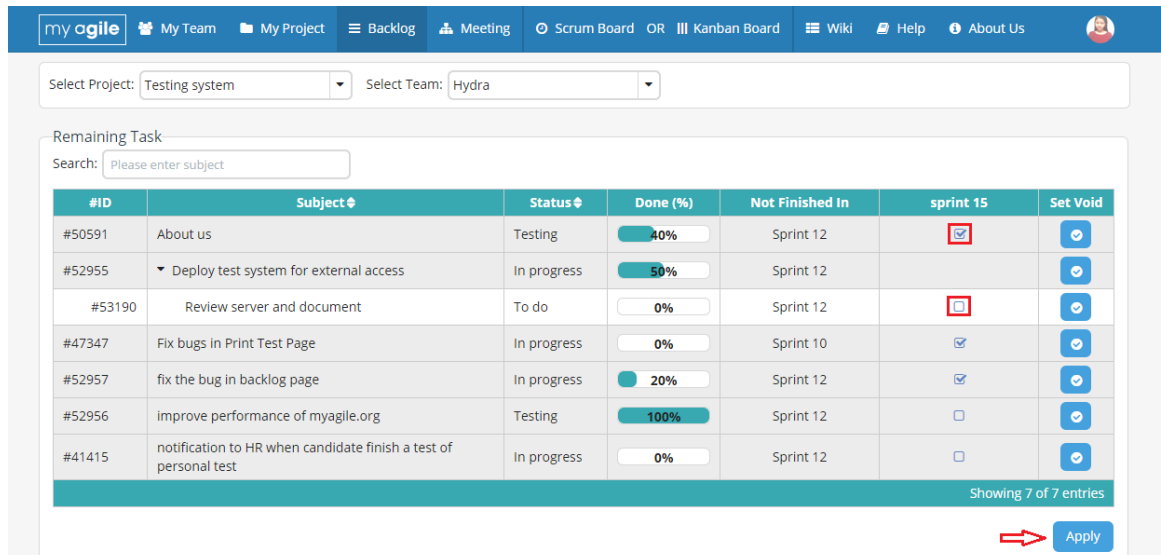 my agile My Team My Project Backlog Meeting Scrum Board OR Kanban Board Wiki Help About Us
Select Project: Testing system Select Team: Hydra
Remaining Task
Search: Please enter subject
#ID Subject Status Done (%) Not Finished In sprint 15 Set Void
#50591 About us Testing 40% Sprint 12
#52955 Deploy test system for external access In progress 50% Sprint 12
#53190 Review server and document To do 0% Sprint 12
#47347 Fix bugs in Print Test Page In progress 0% Sprint 10
#52957 fix the bug in backlog page In progress 20% Sprint 12
#52956 improve performance of myagile.org Testing 100% Sprint 12
#41415 notification to HR when candidate finish a test of In progress 0% Sprint 12
personal test
Showing 7 of 7 entries
Apply